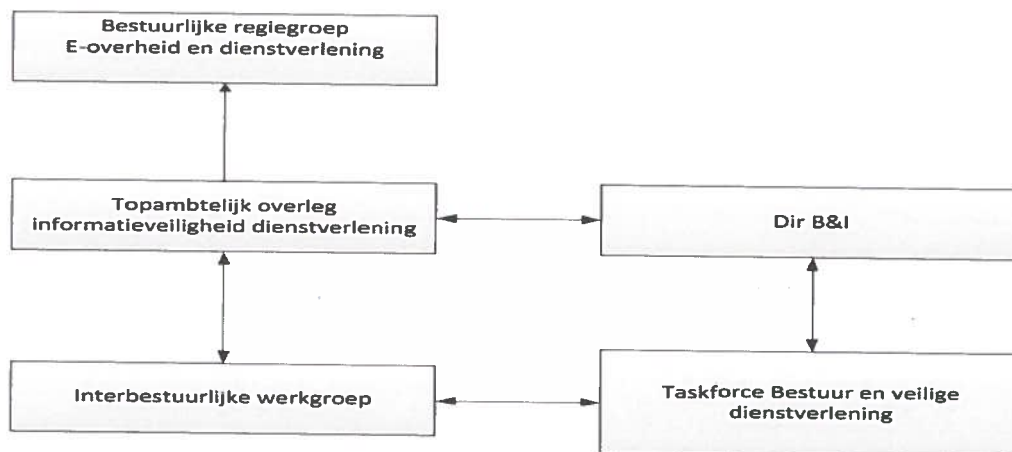 Bestuurlijke regiegroep
E-overheid en dienstverlening
Topambtelijk overleg
informatieveiligheid dienstverlening
Dir B&I
Interbestuurlijke werkgroep
Taskforce Bestuur en veilige
dienstverlening